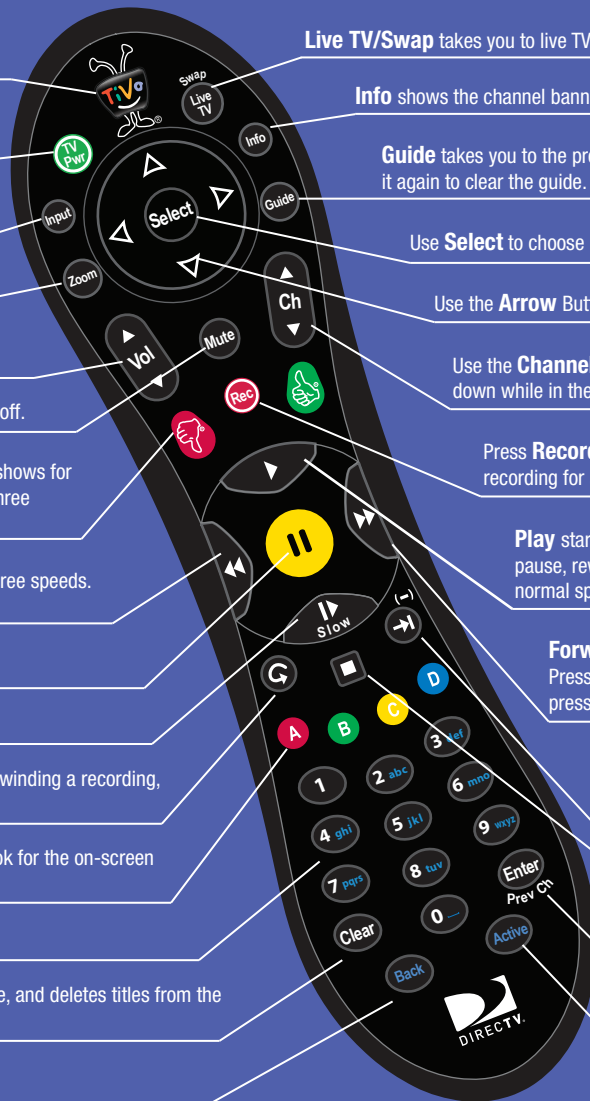 Live TV/Swap takes you to live TV
TiVo
®
Swap
Live
TV
Info shows the channel bann
TV
Pwr
Info
Guide takes you to the pre
it again to clear the guide.
Input
Select
Guide
Use Select to choose
Zoom
Use the Arrow But
Ch
Vol
Mute
Use the Channel
down while in the
off.
Rec
Press Record
recording for
shows for
hree
Play star
pause, rew
normal sp
ree speeds.
Slow
(-)
Forw
Press
press
A
B
C
D
winding a recording,
1
2 abc
3 def
ok for the on-screen
4 ghi
5 jkl
6 mno
7 pqrs
8 tuv
9 wxyz
Clear
0
Enter
Prev Ch
e, and deletes titles from the
Back
Active
DIRECTV.